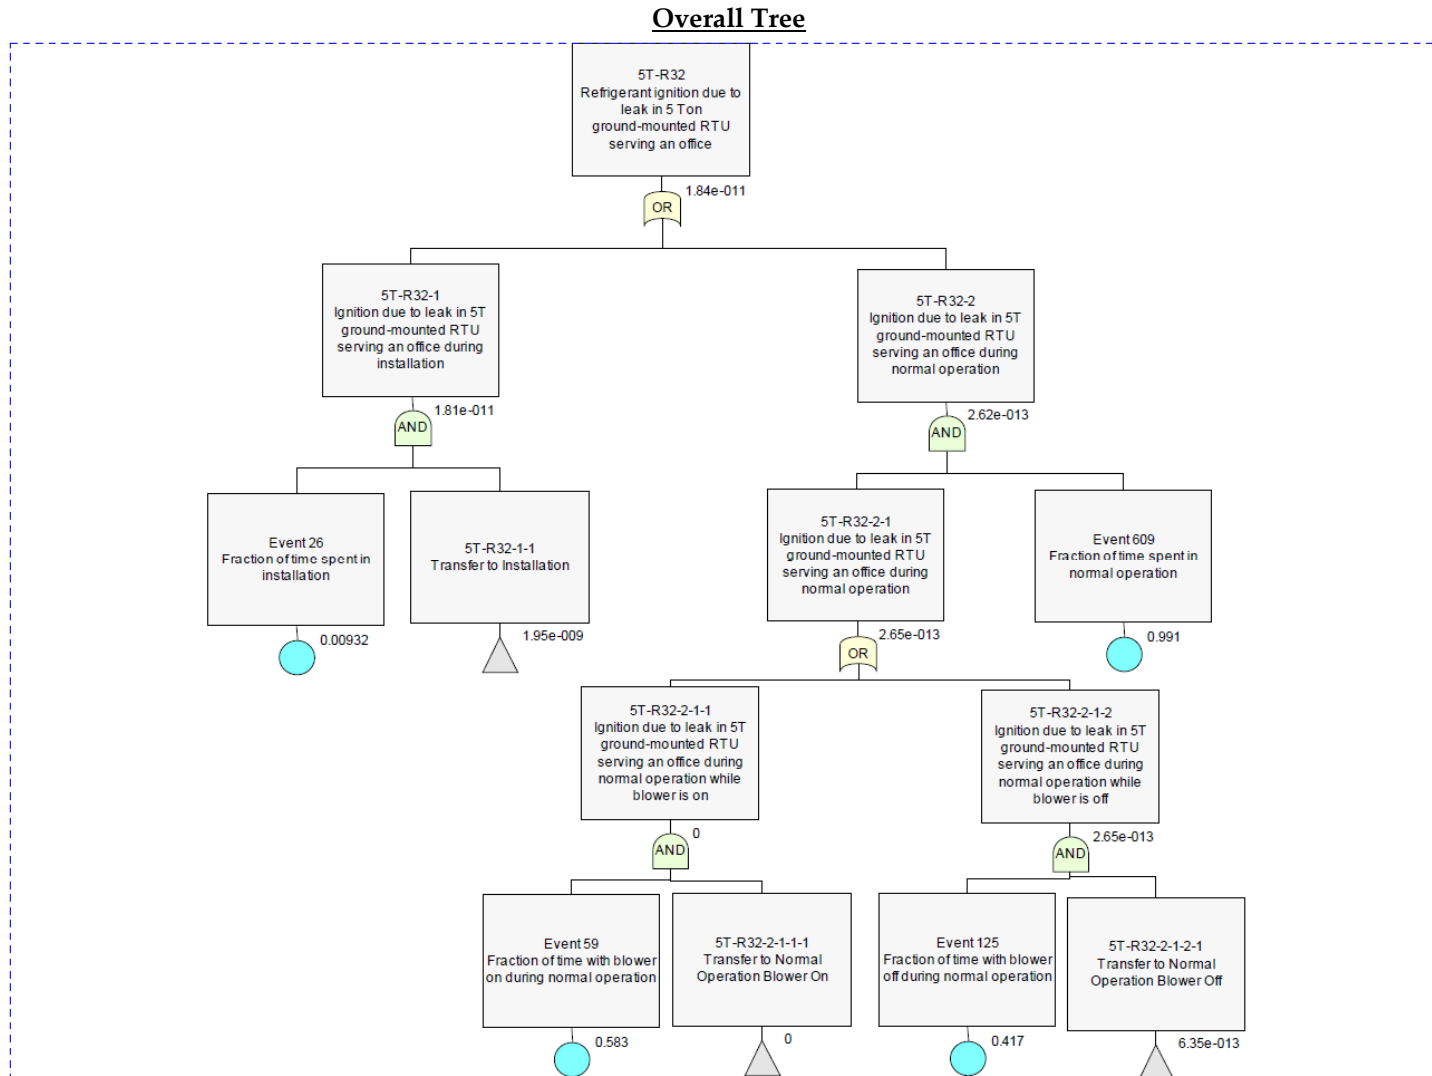 Overall Tree
5T-R32
Refrigerant ignition due to
leak in 5 Ton
ground-mounted RTU
serving an office
1.84e-011
OR
5T-R32-1
Ignition due to leak in 5T
ground-mounted RTU
serving an office during
installation
1.81e-011
AND
5T-R32-2
Ignition due to leak in 5T
ground-mounted RTU
serving an office during
normal operation
2.62e-013
AND
Event 26
Fraction of time spent in
installation
0.00932
5T-R32-1-1
Transfer to Installation
1.95e-009
5T-R32-2-1
Ignition due to leak in 5T
ground-mounted RTU
serving an office during
normal operation
2.65e-013
OR
Event 609
Fraction of time spent in
normal operation
0.991
5T-R32-2-1-1
Ignition due to leak in 5T
ground-mounted RTU
serving an office during
normal operation while
blower is on
0
AND
5T-R32-2-1-2
Ignition due to leak in 5T
ground-mounted RTU
serving an office during
normal operation while
blower is off
2.65e-013
AND
Event 59
Fraction of time with blower
on during normal operation
0.583
5T-R32-2-1-1-1
Transfer to Normal
Operation Blower On
0
Event 125
Fraction of time with blower
off during normal operation
0.417
5T-R32-2-1-2-1
Transfer to Normal
Operation Blower Off
6.35e-013